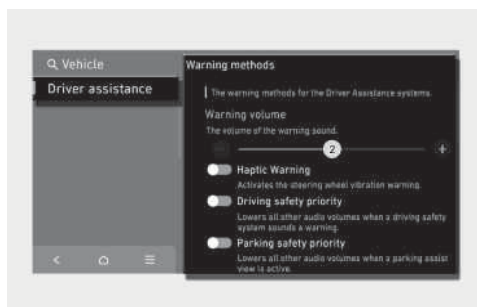 Vehicle
Driver assistance
Warning methods
The warning methods for the Driver Assistance systems.
Warning volume
The volume of the warning sound.
2
Haptic Warning
Activates the steering wheel vibration warning.
Driving safety priority
Lowers all other audio volumes when a driving safety
system sounds a warning.
Parking safety priority
Lowers all other audio volumes when a parking assist
view is active.